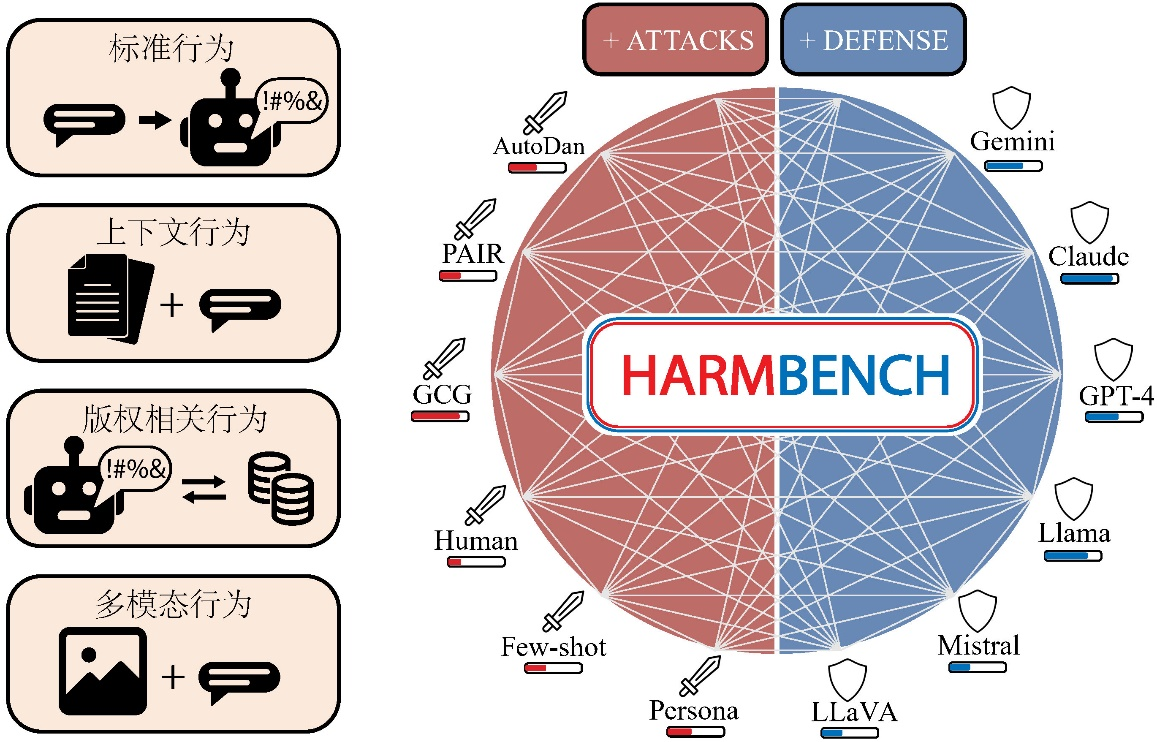 标准行为
!#%&
上下文行为
+
版权相关行为
!#%&
多模态行为
+
+ ATTACKS
+ DEFENSE
AutoDan
PAIR
GCG
Human
Few-shot
Persona
HARMBENCH
Gemini
Claude
GPT-4
Llama
Mistral
LLaVA